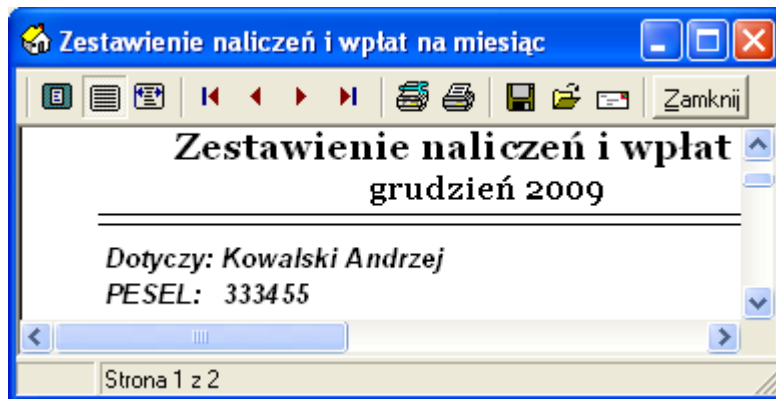 Zestawienie naliczeń i wpłat na miesiąc
Zamknij
Zestawienie naliczeń i wpłat
grudzień 2009
Dotyczy: Kowalski Andrzej
PESEL: 333455
Strona 1 z 2